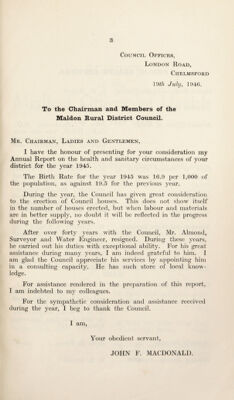 3
Council Offices,
London Road,
Chelmsford
19th July, 1946.
To the Chairman and Members of the
Maldon Rural District Council.
Mr. Chairman, Ladies and Gentlemen,
I have the honour of presenting for your consideration my
Annual Report on the health and sanitary circumstances of your
district for the year 1945.
The Birth Rate for the year 1945 was 16.9 per 1,000 of
the population, as against 19.5 for the previous year.
During the year, the Council has given great consideration
to the erection of Council houses. This does not show itself
in the number of houses erected, but when labour and materials
are in better supply, no doubt it will be reflected in the progress
during the following years.
After over forty years with the Council, Mr. Almond,
Surveyor and Water Engineer, resigned. During these years,
he carried out his duties with exceptional ability. For his great
assistance during many years, I am indeed grateful to him. I
am glad the Council appreciate his services by appointing him
in a consulting capacity. He has such store of local know-
ledge.
For assistance rendered in the preparation of this report,
I am indebted to my colleagues.
For the sympathetic consideration and assistance received
during the year, I beg to thank the Council.
I am,
Your obedient servant,
JOHN F. MACDONALD.